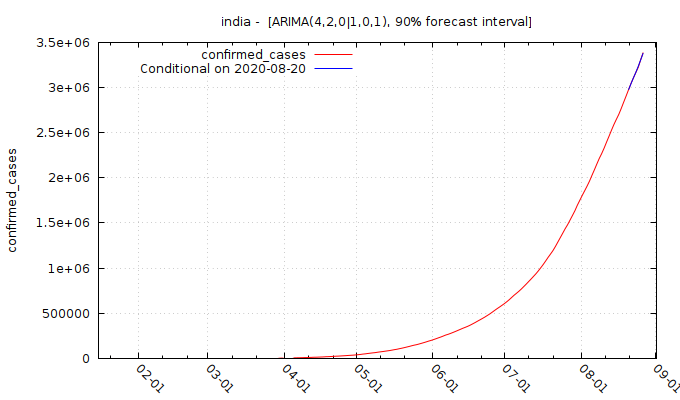 india -  [ARIMA(4,2,0|1,0,1), 90% forecast interval]
confirmed_cases
Conditional on 2020-08-20
3.5e+06
3e+06
2.5e+06
2e+06
1.5e+06
1e+06
500000
0
confirmed_cases
02-01
03-01
04-01
05-01
06-01
07-01
08-01
09-01